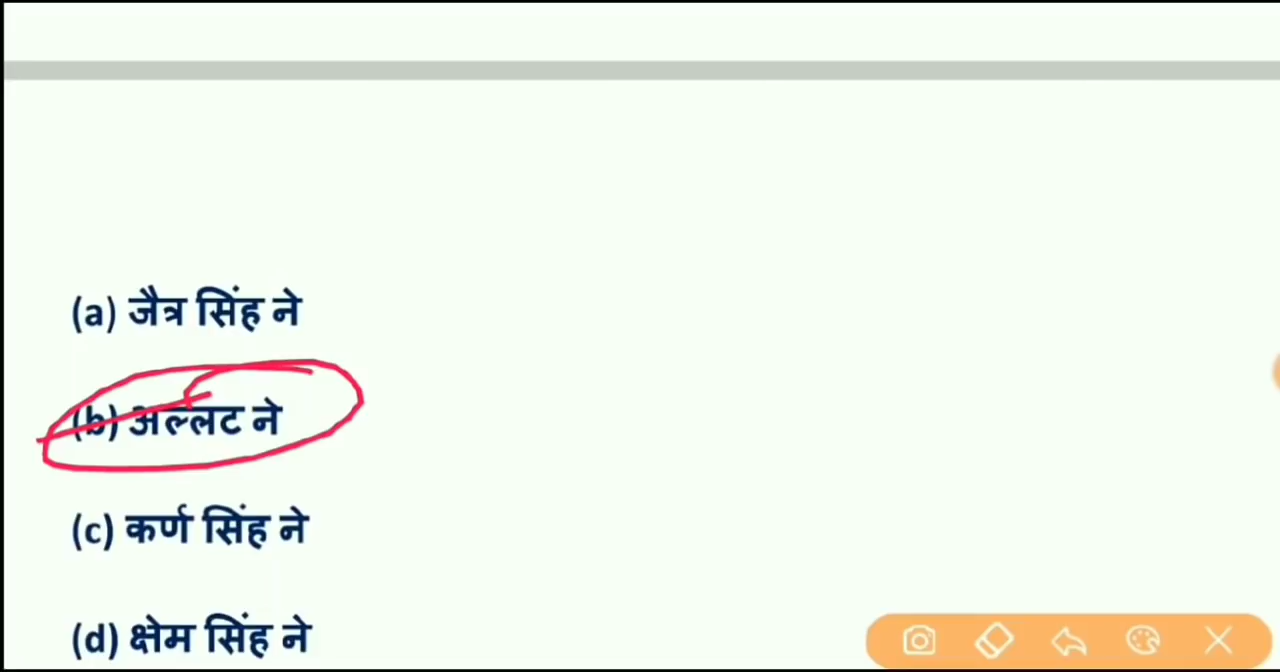 (a) जैत्र सिंह ने
(b) अल्लट ने
(c) कर्ण सिंह ने
(d) क्षेम सिंह ने